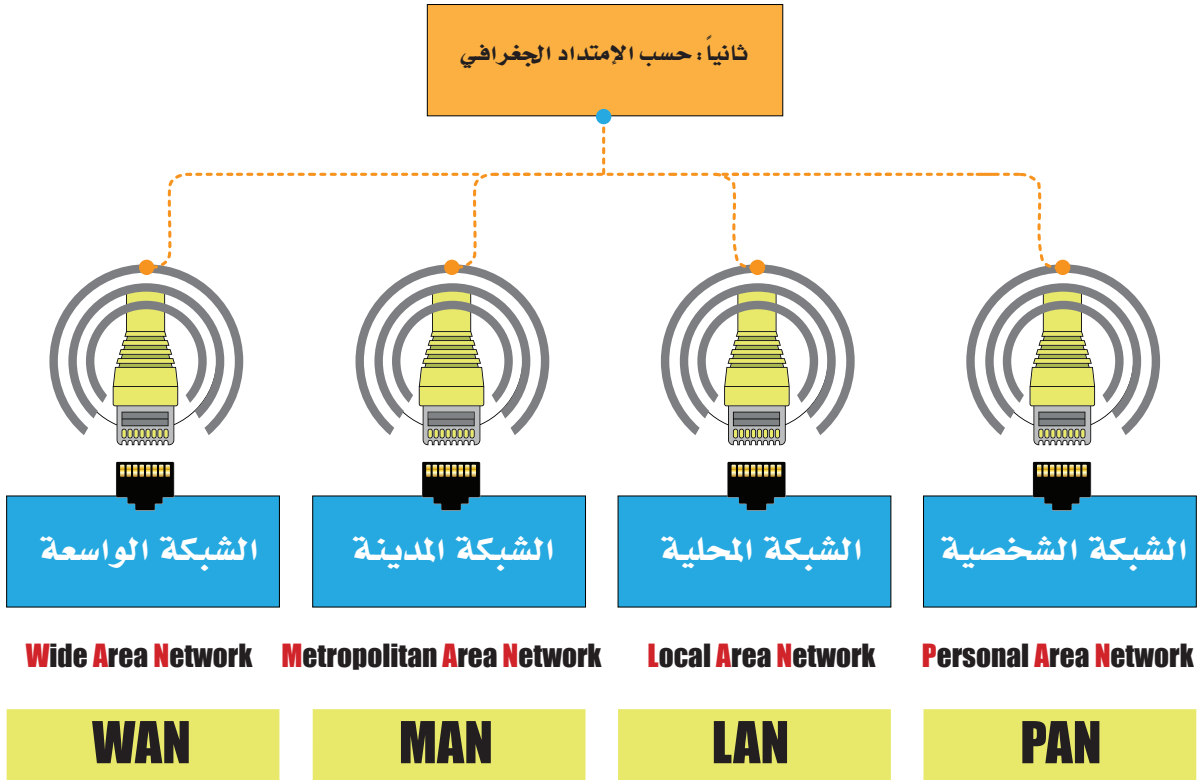 ثانياً : حسب الإمتداد الجغرافي
الشبكة الشخصية
الشبكة المحلية
الشبكة المدينة
الشبكة الواسعة
Personal Area Network
Local Area Network
Metropolitan Area Network
Wide Area Network
PAN
LAN
MAN
WAN